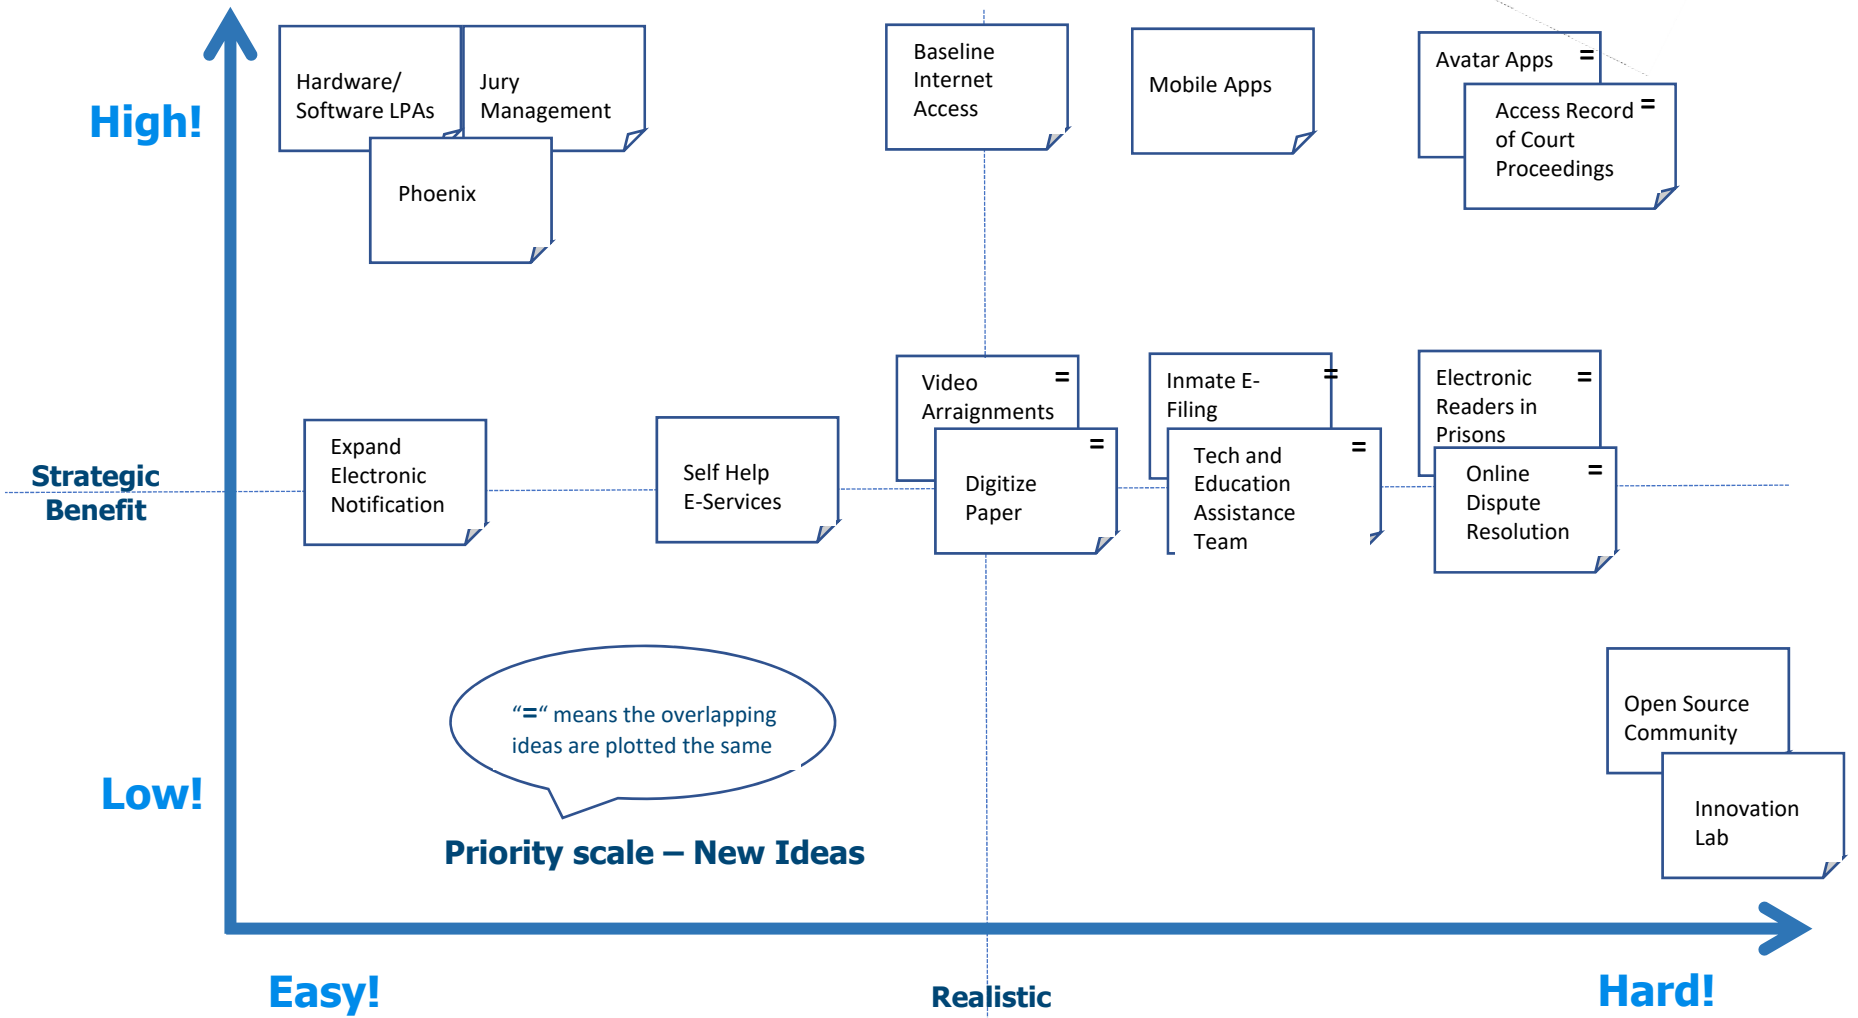 High!
Hardware/
Software LPAs
Jury
Management
Phoenix
Baseline
Internet
Access
Mobile Apps
Avatar Apps =
Access Record =
of Court
Proceedings
Strategic
Benefit
Expand
Electronic
Notification
Self Help
E-Services
Video =
Arraignments
=
Digitize
Paper
Inmate E- =
Filing
Tech and =
Education
Assistance
Team
Electronic =
Readers in
Prisons
Online =
Dispute
Resolution
“=“ means the overlapping
ideas are plotted the same
Open Source
Community
Innovation
Lab
Low!
Priority scale – New Ideas
Easy!
Realistic
Hard!